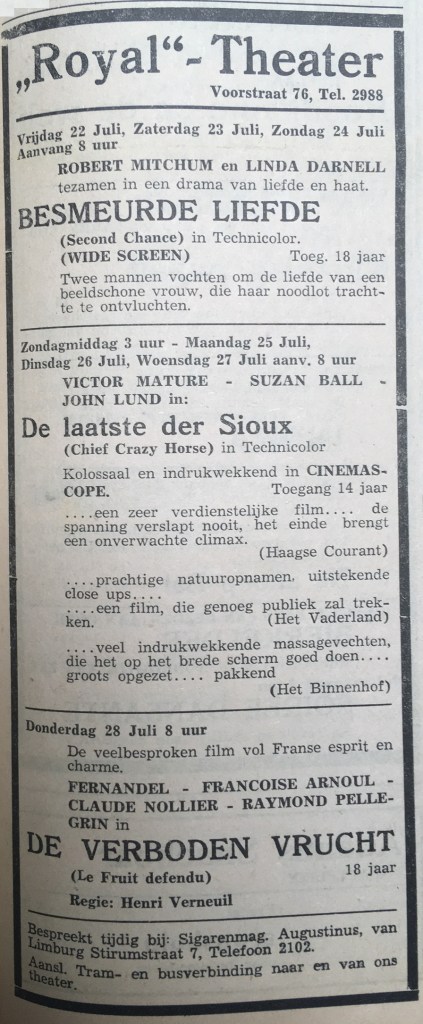 „Royal“- Theater
Voorstraat 76, Tel. 2988
Vrijdag 22 Juli, Zaterdag 23 Juli, Zondag 24 Juli
Aanvang 8 uur
ROBERT MITCHUM en LINDA DARNELL
tezamen in een drama van liefde en haat.
BESMEURDE LIEFDE
(Second Chance) in Technicolor.
(WIDE SCREEN) Toeg. 18 jaar
Twee mannen vochten om de liefde van een
beeldschone vrouw, die haar noodlot tracht-
te te ontvluchten.
Zondagmiddag 3 uur - Maandag 25 Juli,
Dinsdag 26 Juli, Woensdag 27 Juli aanv. 8 uur
VICTOR MATURE - SUZAN BALL -
JOHN LUND in:
De laatste der Sioux
(Chief Crazy Horse) in Technicolor
Kolossaal en indrukwekkend in CINEMAS-
COPE. Toegang 14 jaar
....een zeer verdienstelijke film.... de
spanning verslapt nooit, het einde brengt
een onverwachte climax.
(Haagse Courant)
....prachtige natuuropnamen, uitstekende
close ups....
....een film, die genoeg publiek zal trek-
ken. (Het Vaderland)
....veel indrukwekkende massagevechten,
die het op het brede scherm goed doen....
groots opgezet.... pakkend
(Het Binnenhof)
Donderdag 28 Juli 8 uur
De veelbesproken film vol Franse esprit en
charme.
FERNANDEL - FRANCOISE ARNOUL -
CLAUDE NOLLIER - RAYMOND PELLE-
GRIN in
DE VERBODEN VRUCHT
(Le Fruit defendu) 18 jaar
Regie: Henri Verneuil
Bespreekt tijdig bij: Sigarenmag. Augustinus, van
Limburg Stirumstraat 7, Telefoon 2102.
Aansl. Tram- en busverbinding naar en van ons
theater.